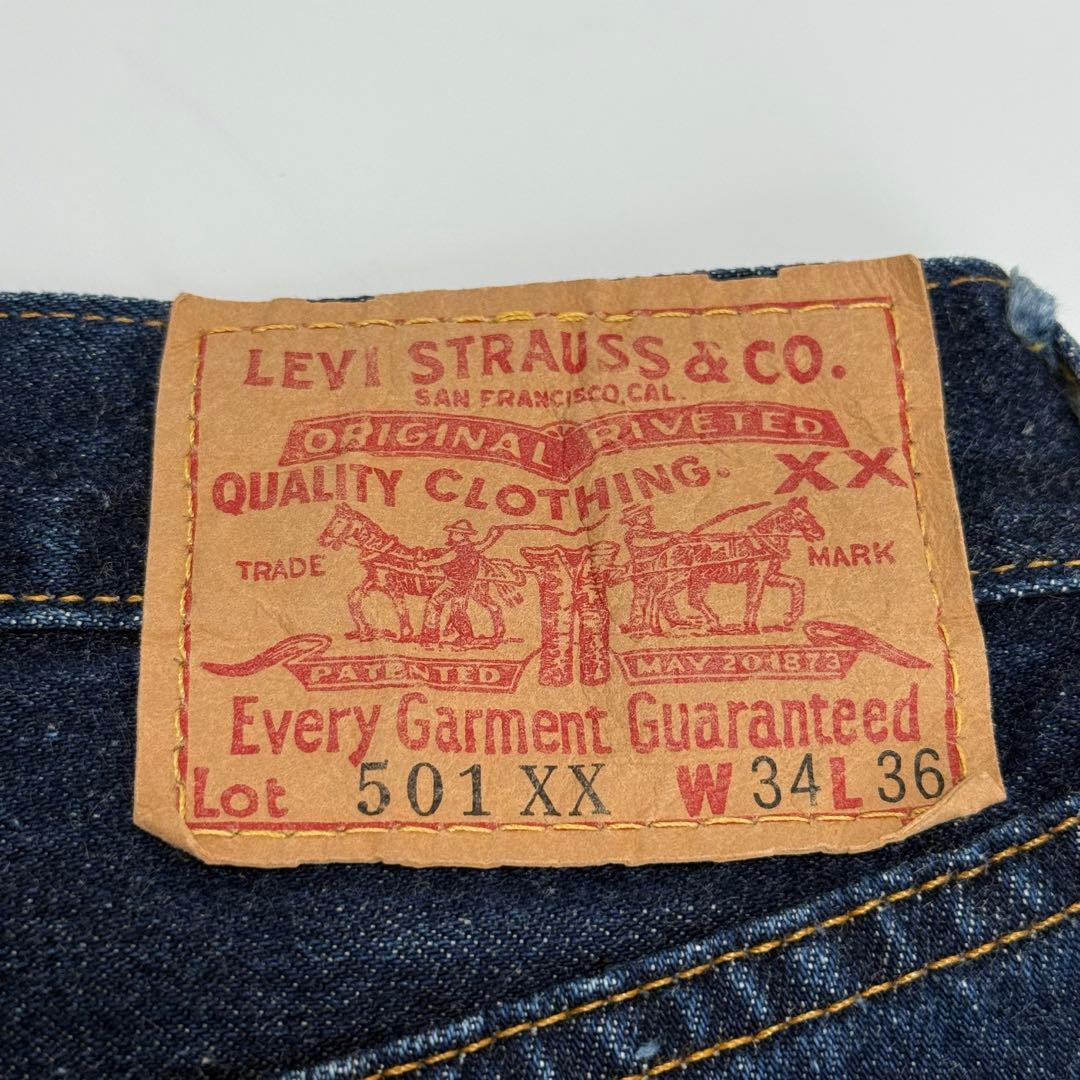 LEVI STRAUSS & CO.
SAN FRANCISCO, CAL.
ORIGINAL RIVETED
QUALITY CLOTHING. XX
TRADE MARK
PATENTED MAY 20 1873
Every Garment Guaranteed
Lot 501 XX W 34 L 36